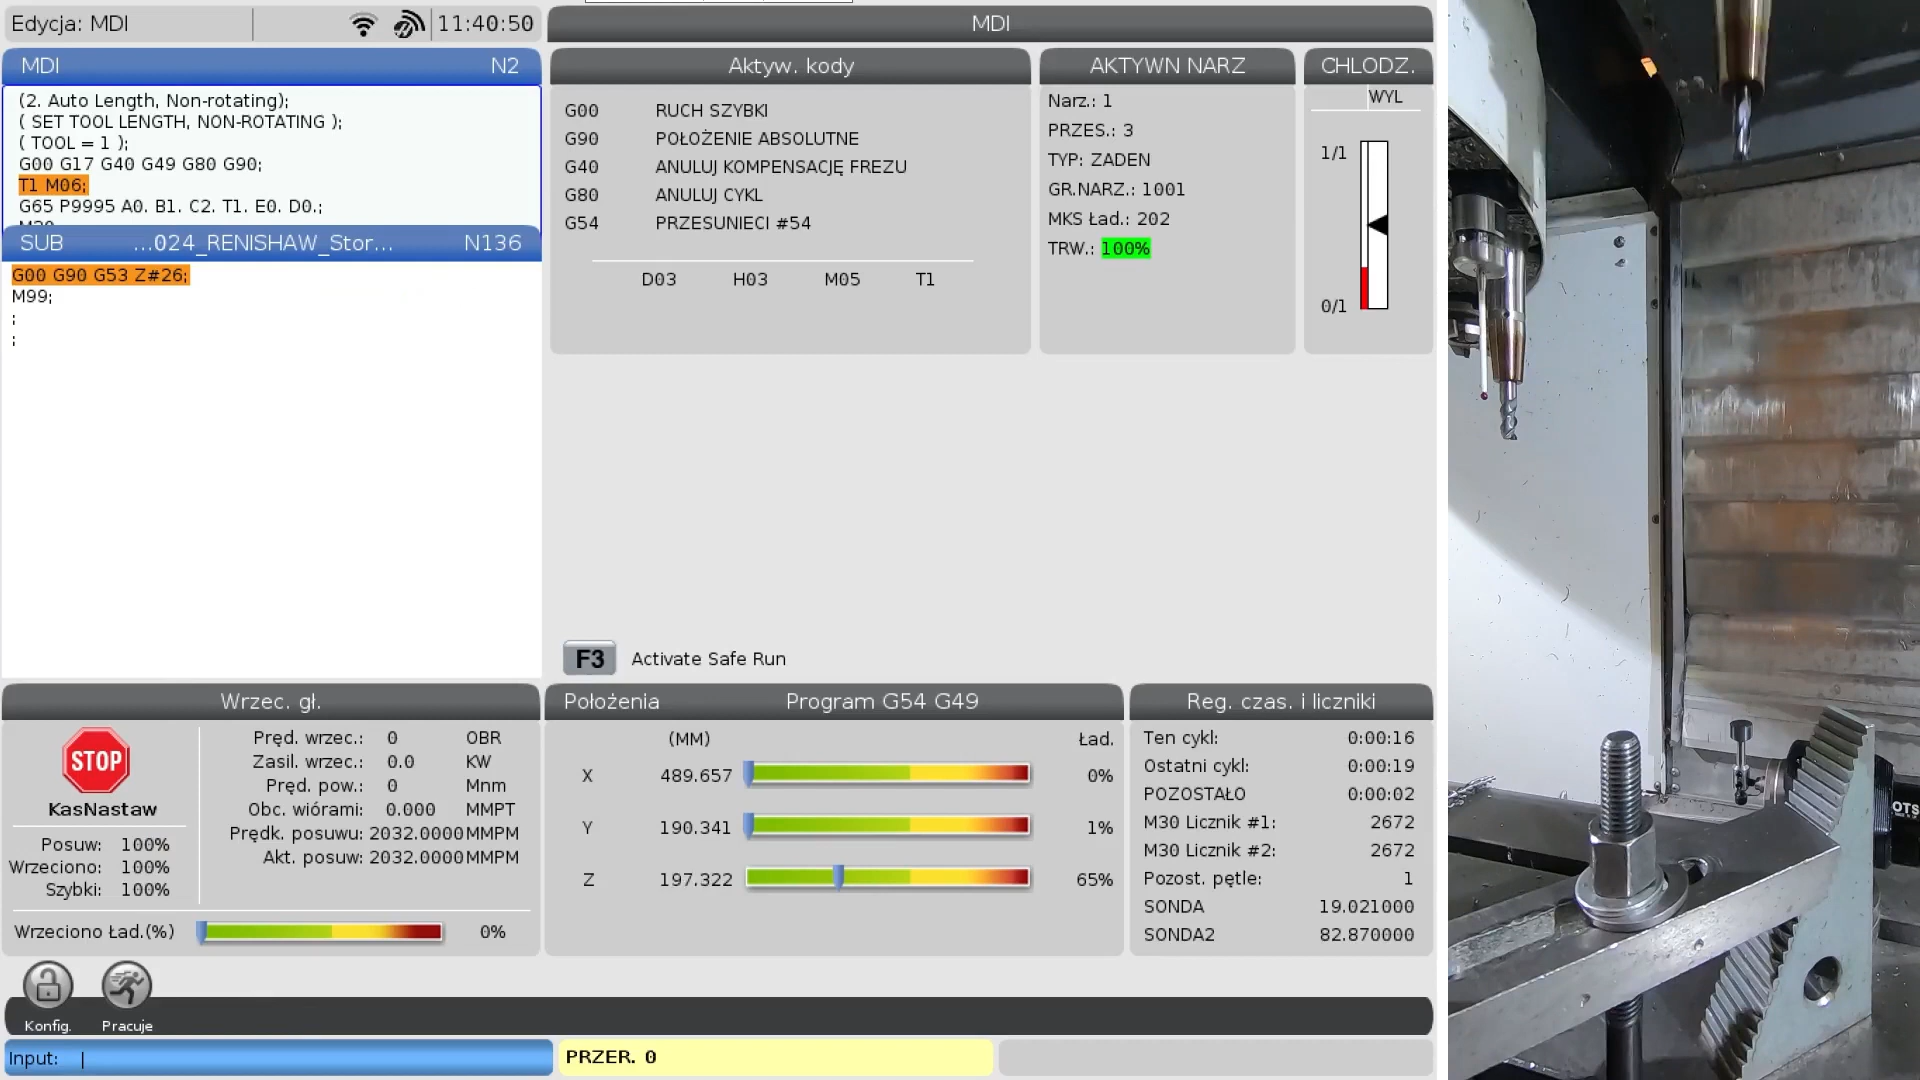 Edycja: MDI
11:40:50
MDI
MDI N2
(2. Auto Length, Non-rotating);
( SET TOOL LENGTH, NON-ROTATING );
( TOOL = 1 );
G00 G17 G40 G49 G80 G90;
T1 M06;
G65 P9995 A0. B1. C2. T1. E0. D0.;
SUB ...024_RENISHAW_Stor... N136
G00 G90 G53 Z#26;
M99;
;
;
Aktyw. kody
G00 RUCH SZYBKI
G90 POŁOŻENIE ABSOLUTNE
G40 ANULUJ KOMPENSACJĘ FREZU
G80 ANULUJ CYKL
G54 PRZESUNIECI #54
D03 H03 M05 T1
AKTYWN NARZ
Narz.: 1
PRZES.: 3
TYP: ZADEN
GR.NARZ.: 1001
MKS Ład.: 202
TRW.: 100%
CHLODZ.
WYL
1/1
0/1
F3 Activate Safe Run
Wrzec. gł.
STOP
KasNastaw
Posuw: 100%
Wrzeciono: 100%
Szybki: 100%
Pręd. wrzec.: 0 OBR
Zasil. wrzec.: 0.0 KW
Pręd. pow.: 0 Mnm
Obc. wiórami: 0.000 MMPT
Prędk. posuwu: 2032.0000MMPM
Akt. posuw: 2032.0000MMPM
Wrzeciono Ład.(%) 0%
Położenia Program G54 G49
(MM) Ład.
X 489.657 0%
Y 190.341 1%
Z 197.322 65%
Reg. czas. i liczniki
Ten cykl: 0:00:16
Ostatni cykl: 0:00:19
POZOSTAŁO 0:00:02
M30 Licznik #1: 2672
M30 Licznik #2: 2672
Pozost. pętle: 1
SONDA 19.021000
SONDA2 82.870000
Konfig.
Pracuje
Input:
PRZER. 0
OTS